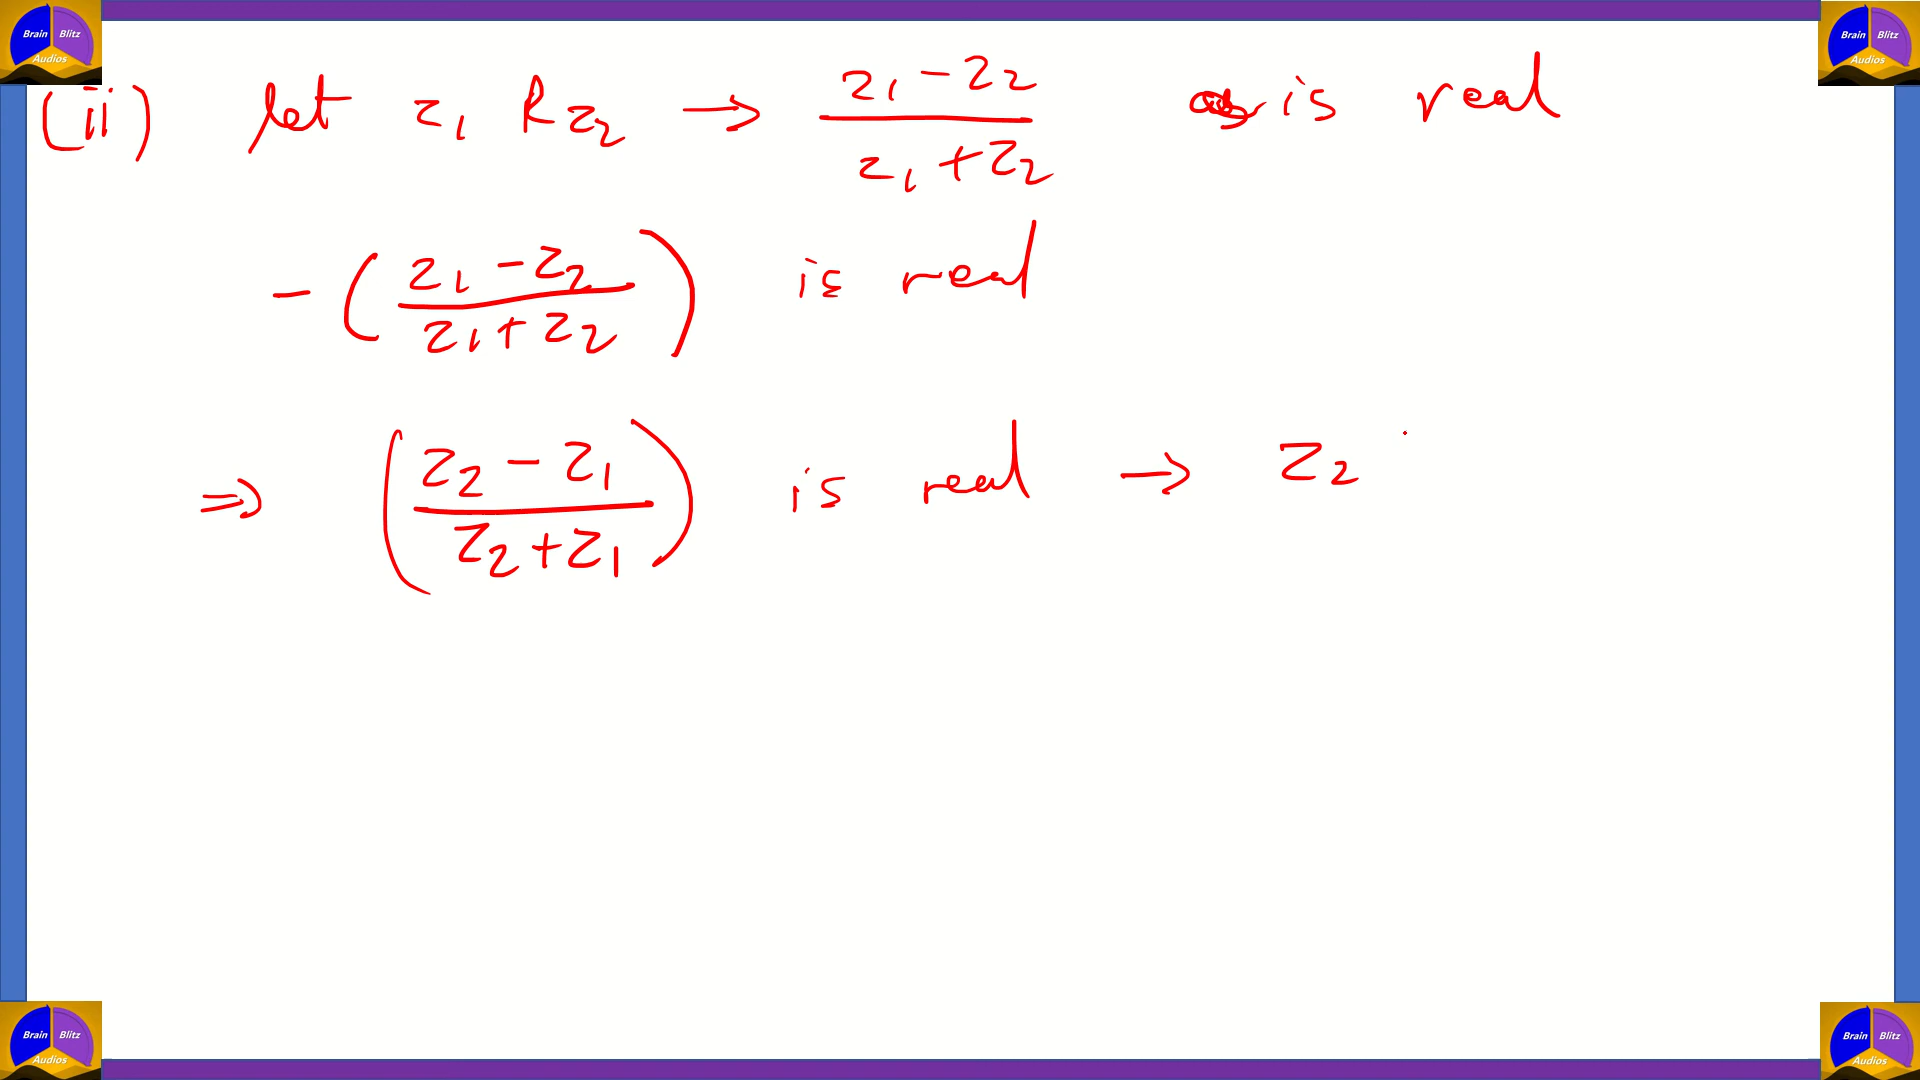 Brain Blitz Audios
Brain Blitz Audios
(ii) let z₁ R z₂ → (z₁ - z₂)/(z₁ + z₂) is real
-((z₁ - z₂)/(z₁ + z₂)) is real
⇒ ((z₂ - z₁)/(z₂ + z₁)) is real → z₂
Brain Blitz Audios
Brain Blitz Audios